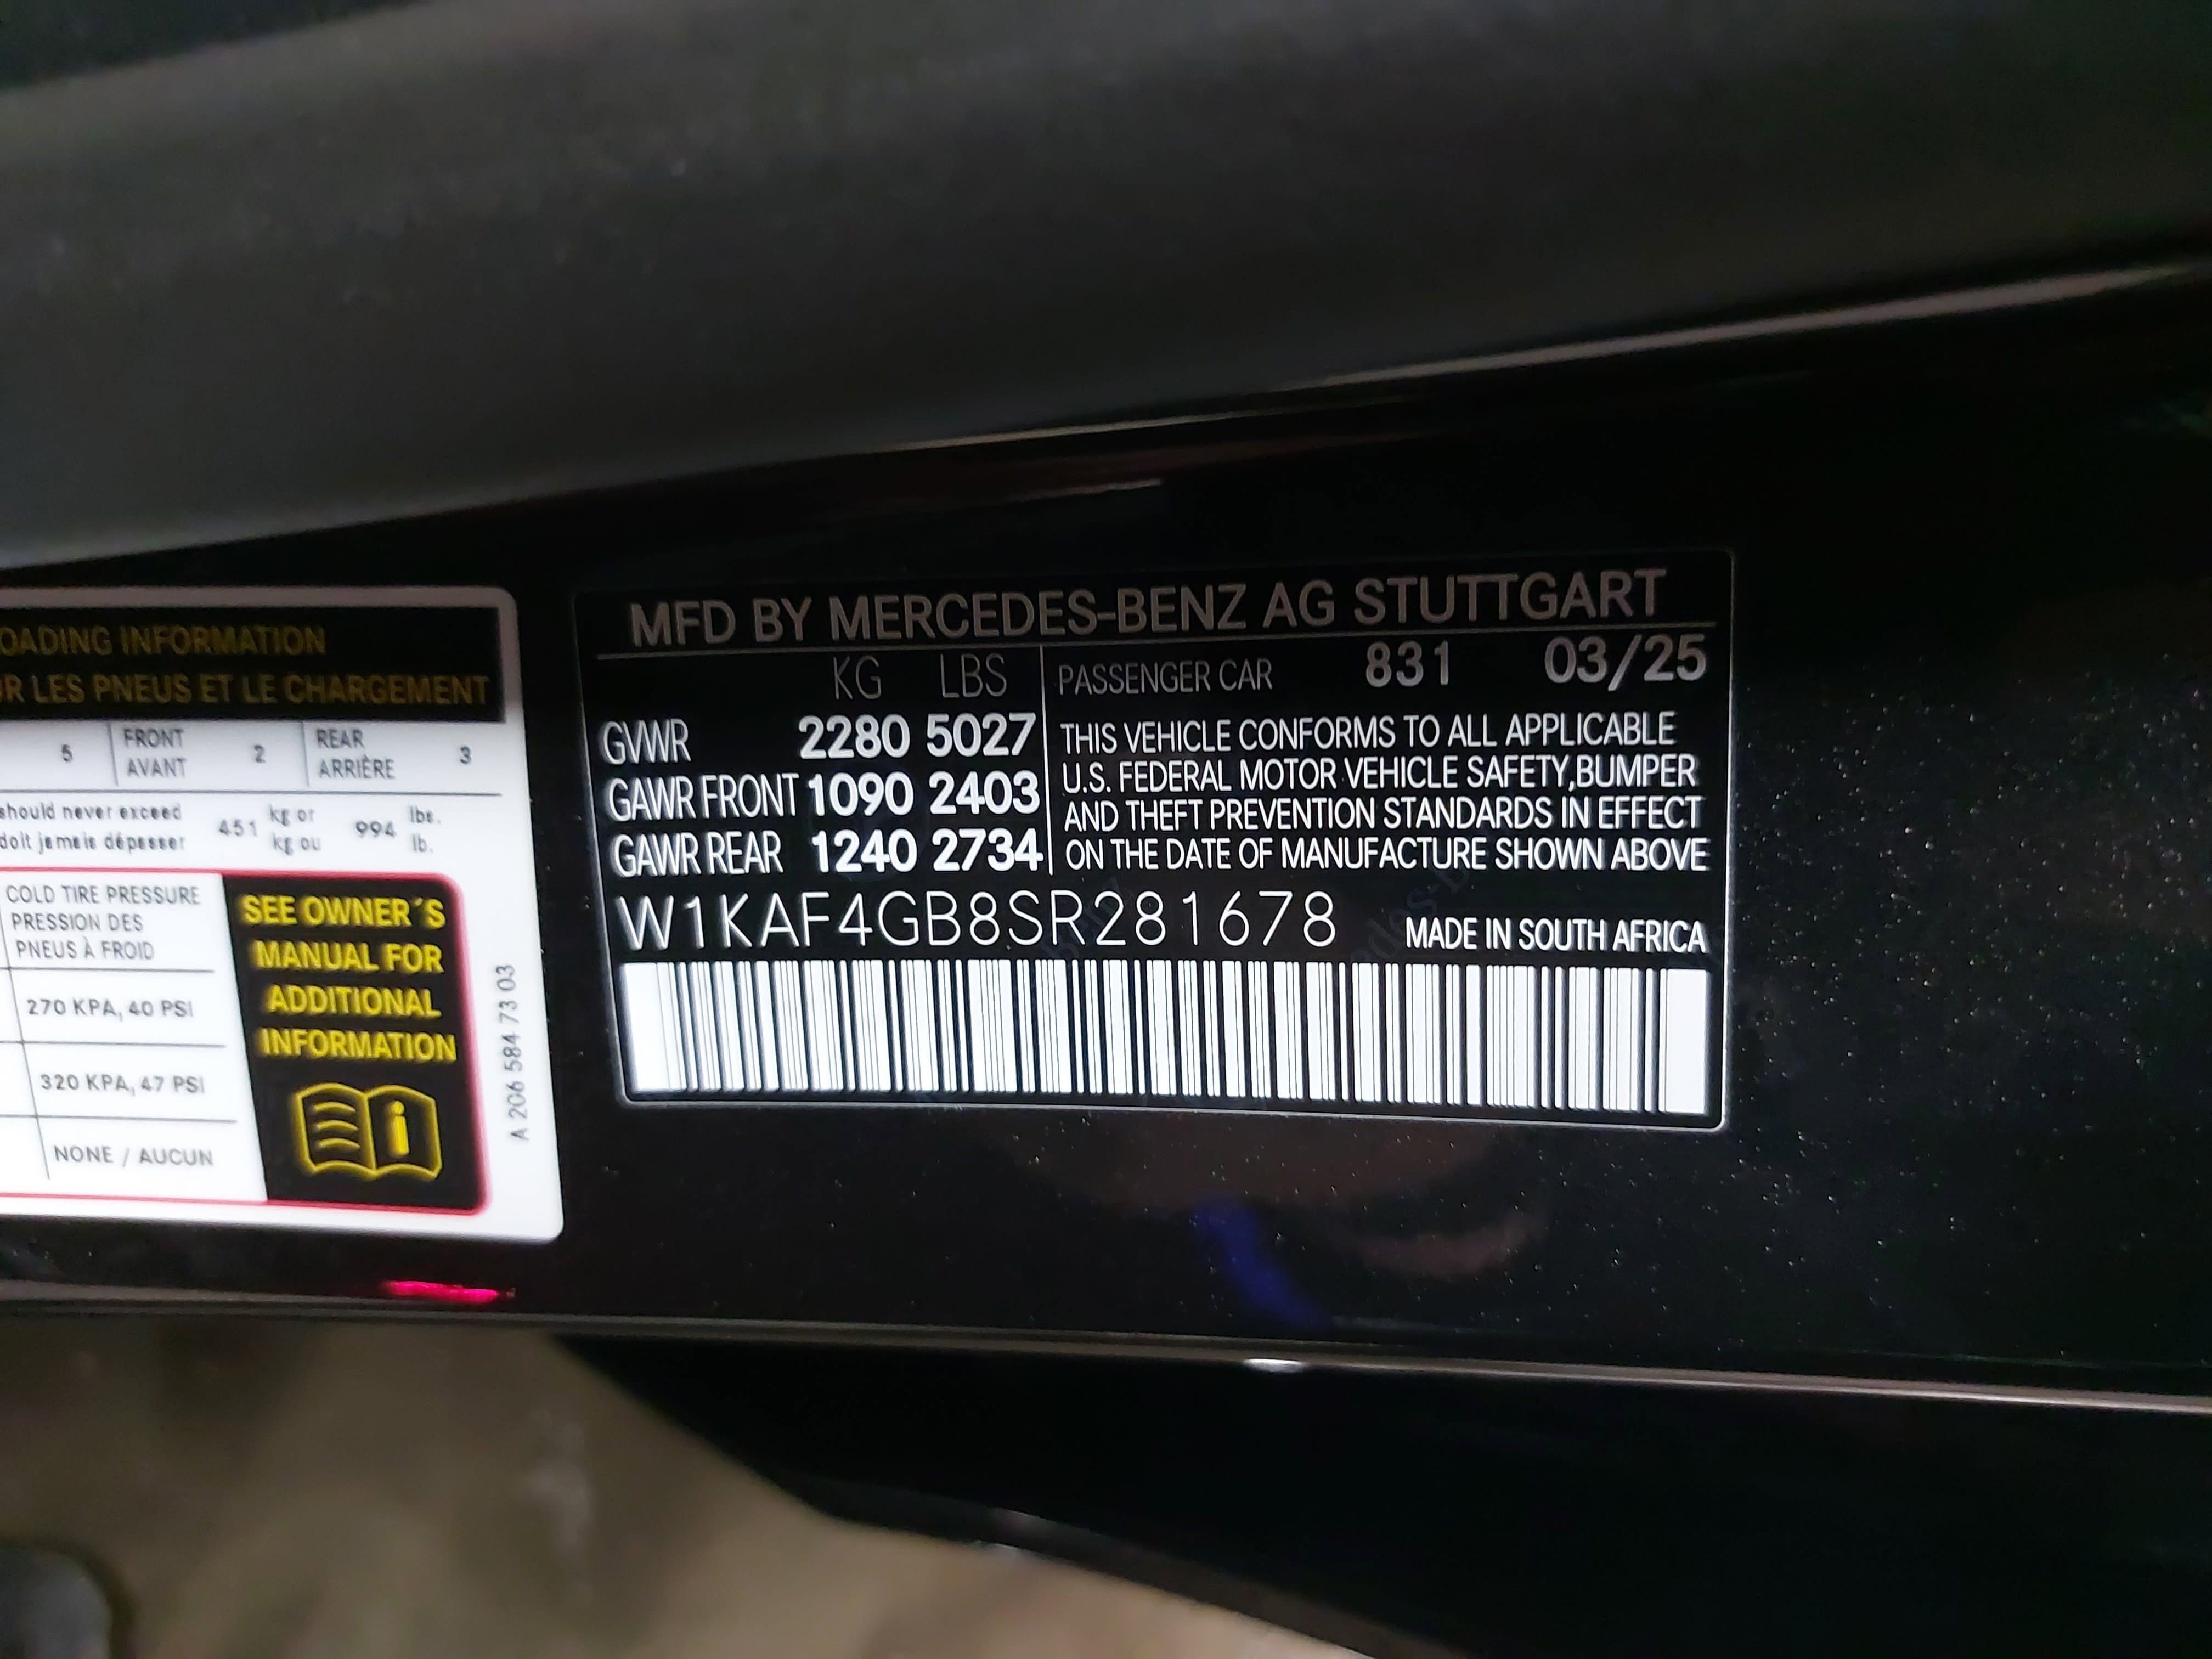 OADING INFORMATION
R LES PNEUS ET LE CHARGEMENT
5 FRONT 2 REAR 3
AVANT ARRIÈRE
should never exceed 451 kg or 994 lbs.
doit jamais dépasser kg ou lb.
COLD TIRE PRESSURE
PRESSION DES
PNEUS À FROID
270 KPA, 40 PSI
320 KPA, 47 PSI
NONE / AUCUN
SEE OWNER´S
MANUAL FOR
ADDITIONAL
INFORMATION
i
A 206 584 73 03
MFD BY MERCEDES-BENZ AG STUTTGART
KG LBS PASSENGER CAR 831 03/25
GVWR 2280 5027
GAWR FRONT 1090 2403
GAWR REAR 1240 2734
THIS VEHICLE CONFORMS TO ALL APPLICABLE
U.S. FEDERAL MOTOR VEHICLE SAFETY,BUMPER
AND THEFT PREVENTION STANDARDS IN EFFECT
ON THE DATE OF MANUFACTURE SHOWN ABOVE
W1KAF4GB8SR281678 MADE IN SOUTH AFRICA